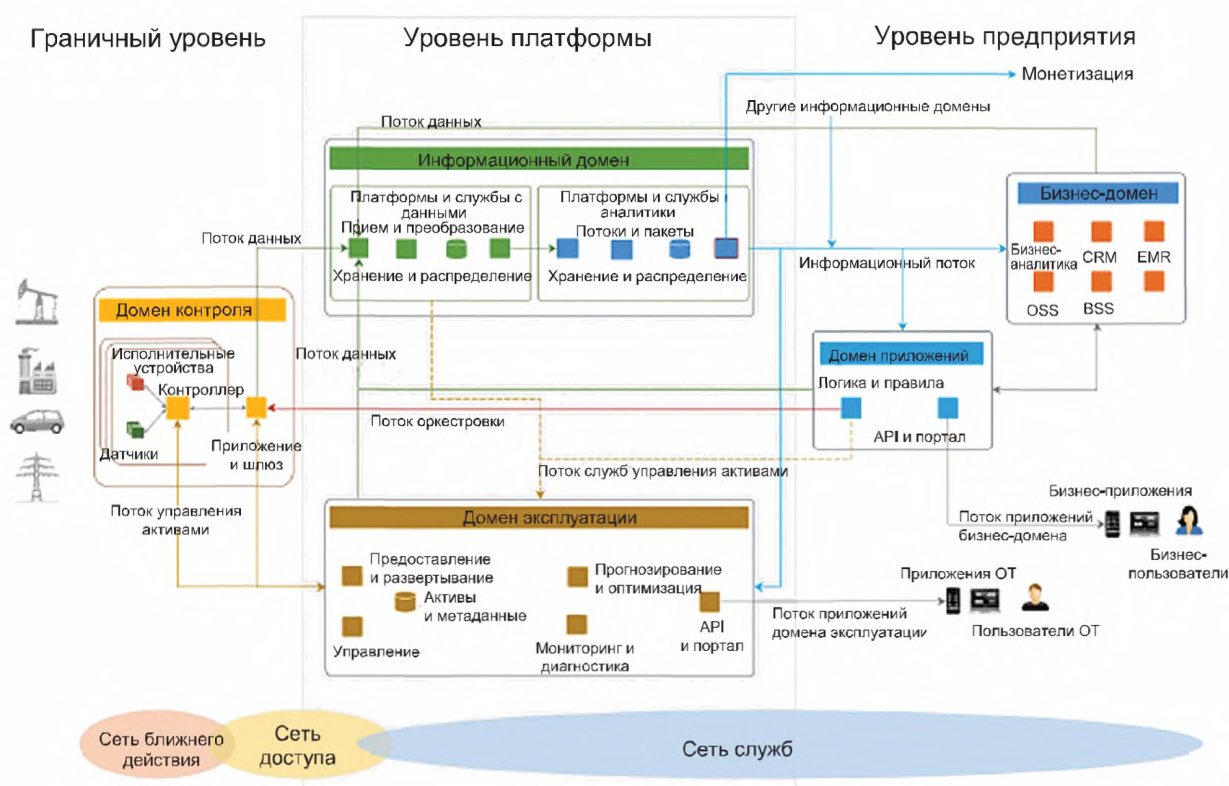 Граничный уровень
Уровень платформы
Уровень предприятия
Монетизация
Другие информационные домены
Поток данных
Информационный домен
Платформы и службы с
данными
Прием и преобразование
Хранение и распределение
Платформы и службы
аналитики
Потоки и пакеты
Хранение и распределение
Бизнес-домен
Бизнес-
аналитика
CRM
EMR
OSS
BSS
Поток данных
Информационный поток
Домен контроля
Исполнительные
устройства
Контроллер
Датчики
Приложение
и шлюз
Поток данных
Домен приложений
Логика и правила
API и портал
Поток оркестровки
Поток служб управления активами
Поток управления
активами
Домен эксплуатации
Предоставление
и развертывание
Активы
и метаданные
Управление
Прогнозирование
и оптимизация
Мониторинг и
диагностика
API
и портал
Бизнес-приложения
Поток приложений
бизнес-домена
Бизнес-
пользователи
Приложения ОТ
Поток приложений
домена эксплуатации
Пользователи ОТ
Сеть ближнего
действия
Сеть
доступа
Сеть служб